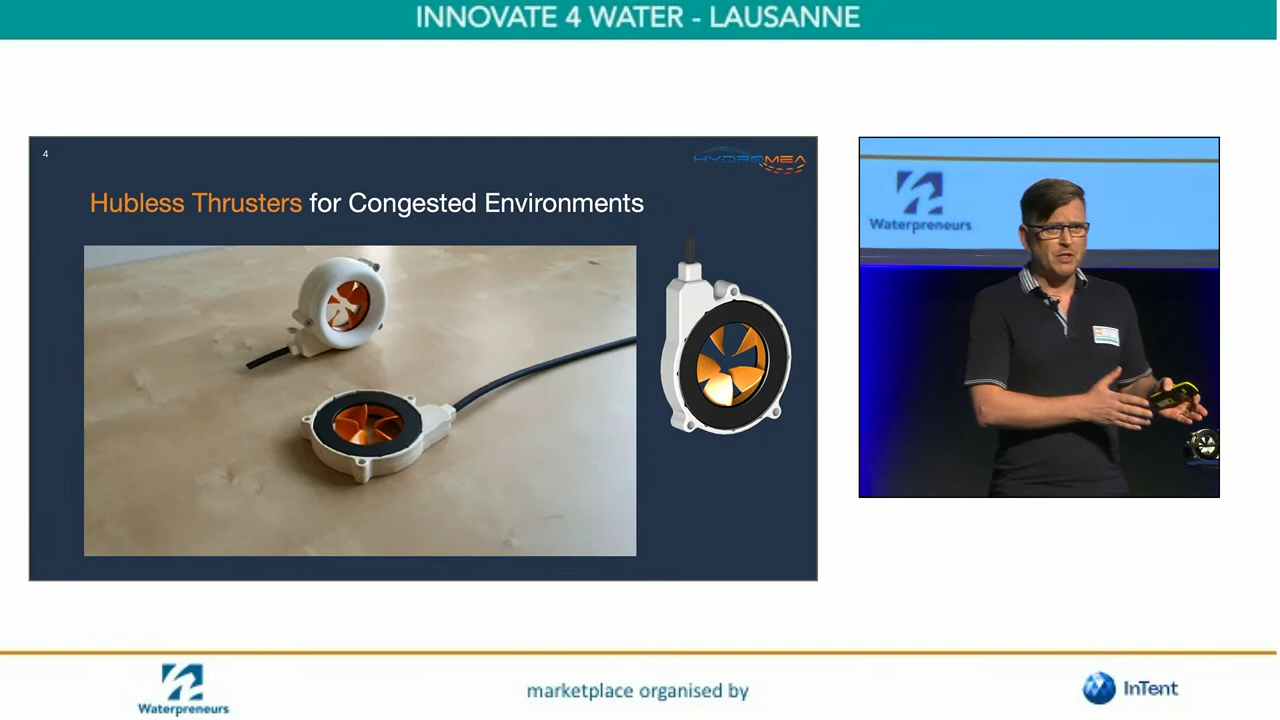 INNOVATE 4 WATER - LAUSANNE
4
HYDROMEA
Hubless Thrusters for Congested Environments
Waterpreneurs
Waterpreneurs
marketplace organised by
InTent